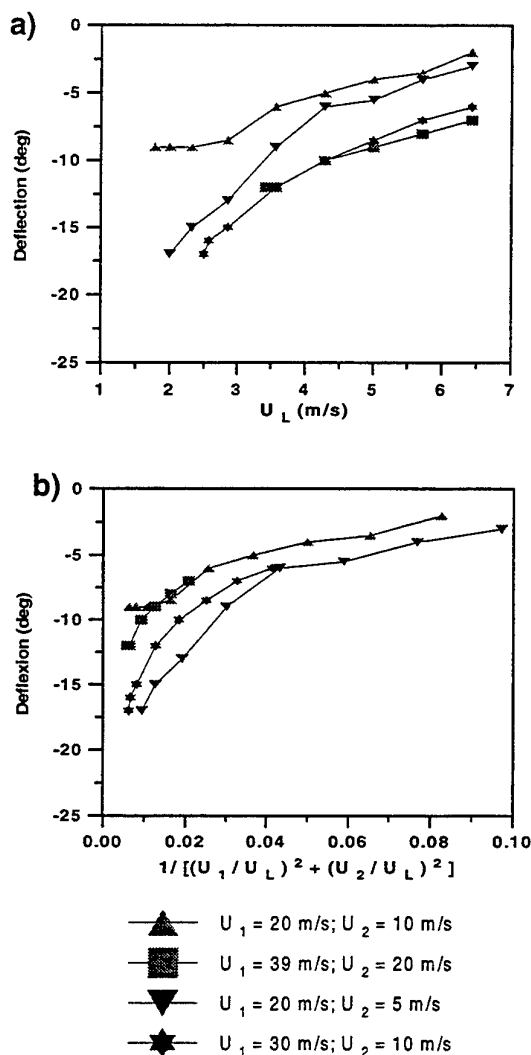 a)
0
-5
-10
-15
-20
-25
Deflection (deg)
1 2 3 4 5 6 7
U L (m/s)
b)
0
-5
-10
-15
-20
-25
Deflexion (deg)
0.00 0.02 0.04 0.06 0.08 0.10
1/ [(U 1 / U L ) 2 + (U 2 / U L ) 2 ]
U 1 = 20 m/s; U 2 = 10 m/s
U 1 = 39 m/s; U 2 = 20 m/s
U 1 = 20 m/s; U 2 = 5 m/s
U 1 = 30 m/s; U 2 = 10 m/s